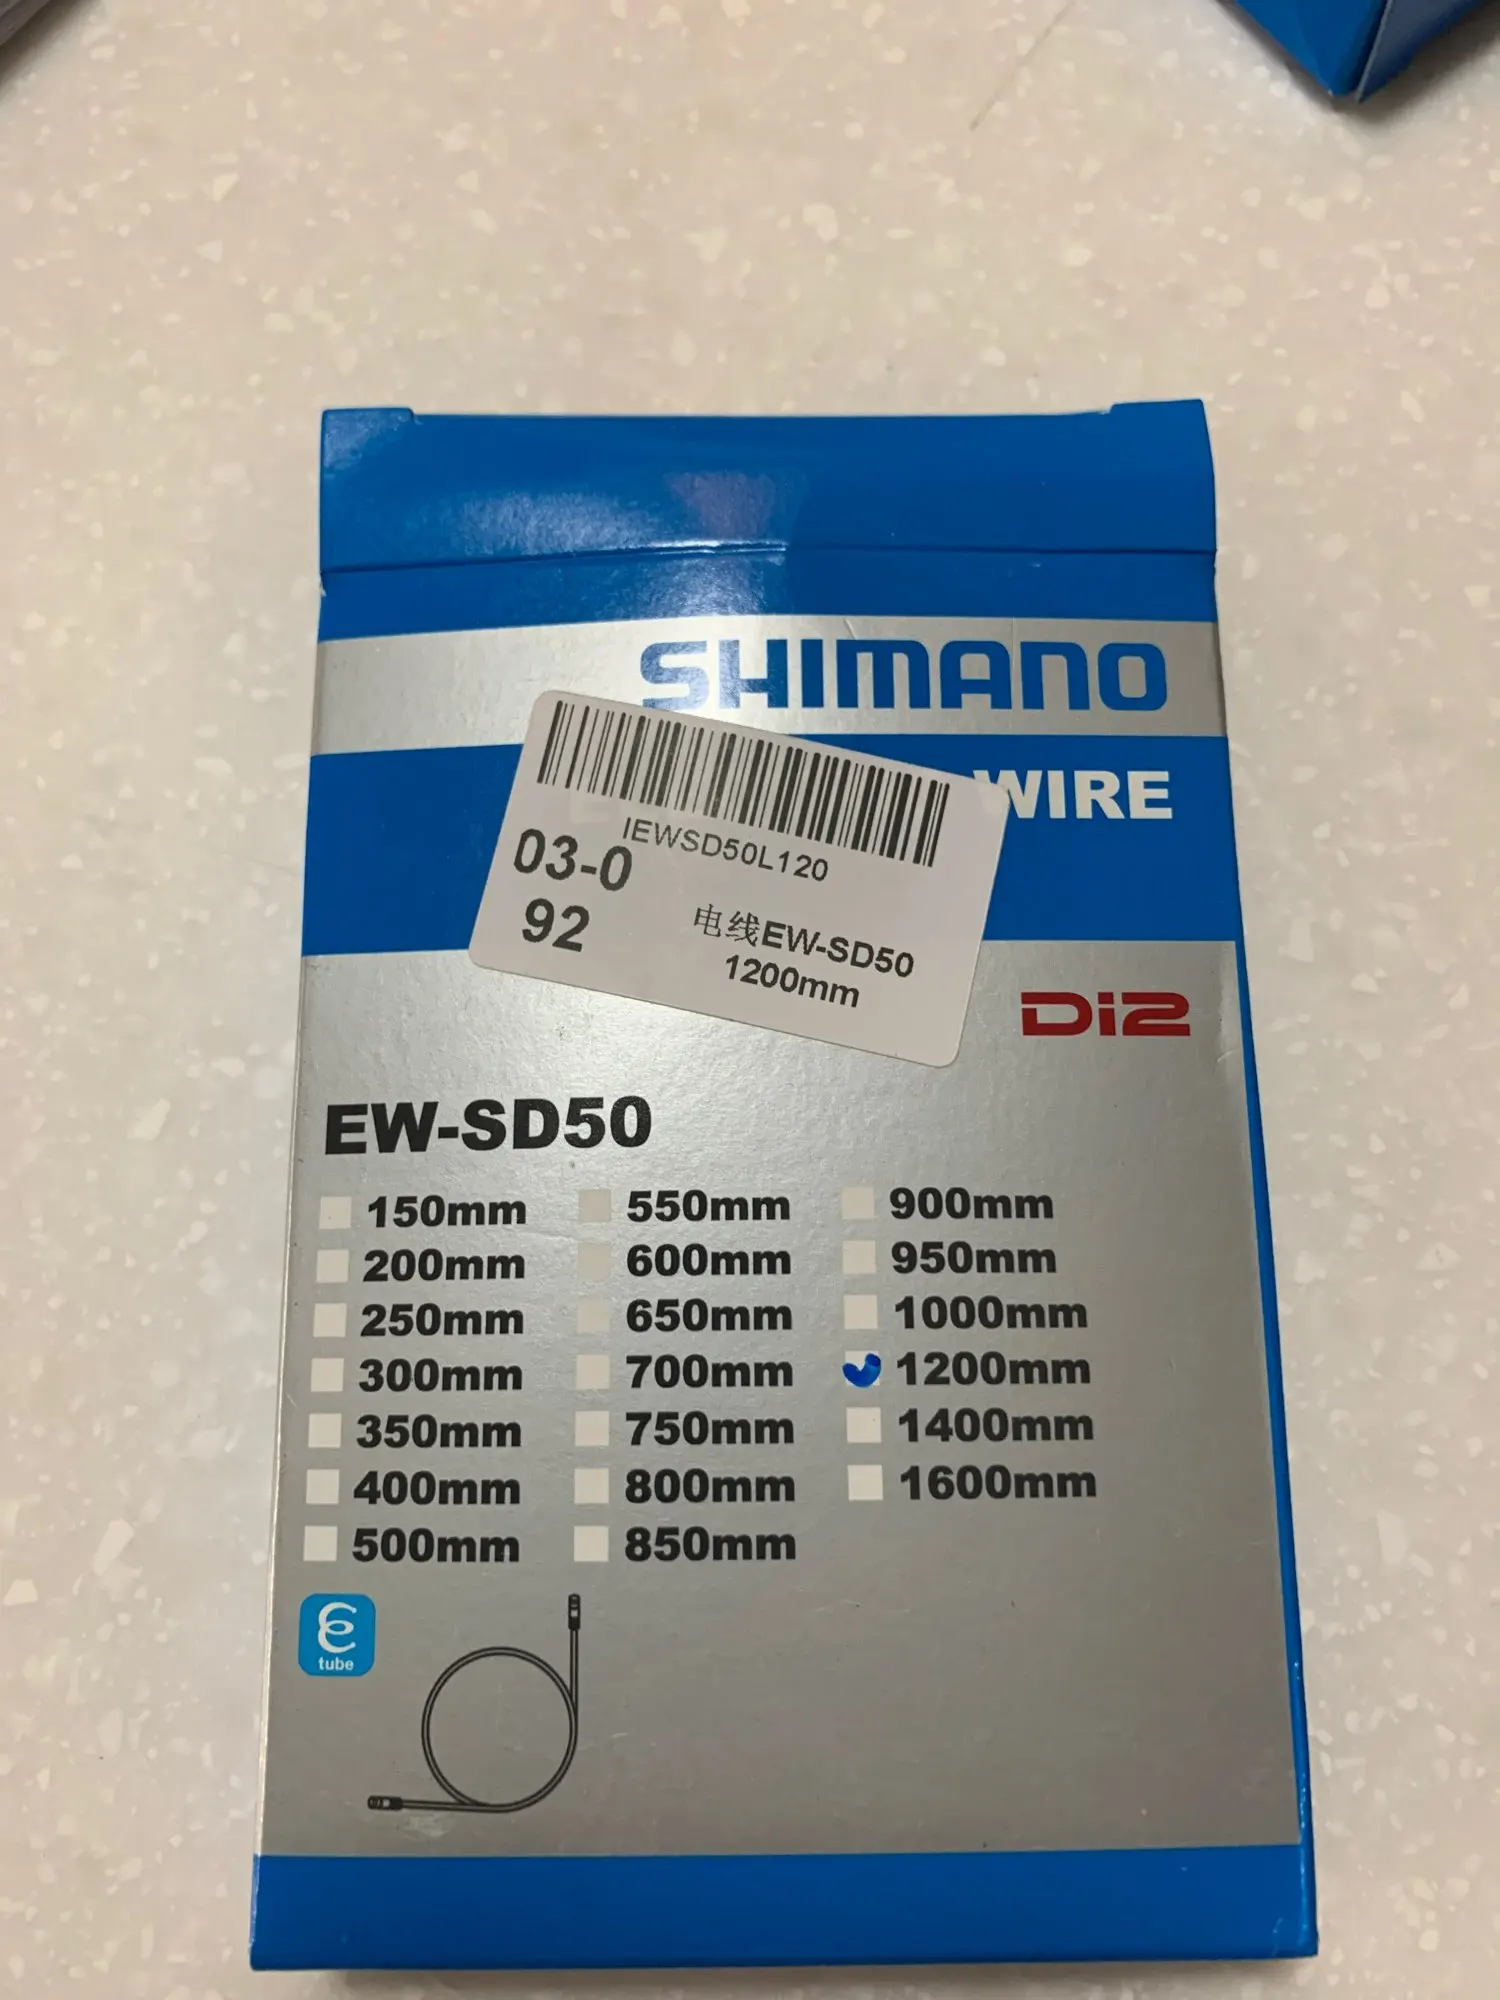 SHIMANO
WIRE
IEWSD50L120
03-0
92
电线EW-SD50
1200mm
Di2
EW-SD50
150mm
200mm
250mm
300mm
350mm
400mm
500mm
550mm
600mm
650mm
700mm
750mm
800mm
850mm
900mm
950mm
1000mm
1200mm
1400mm
1600mm
E
tube